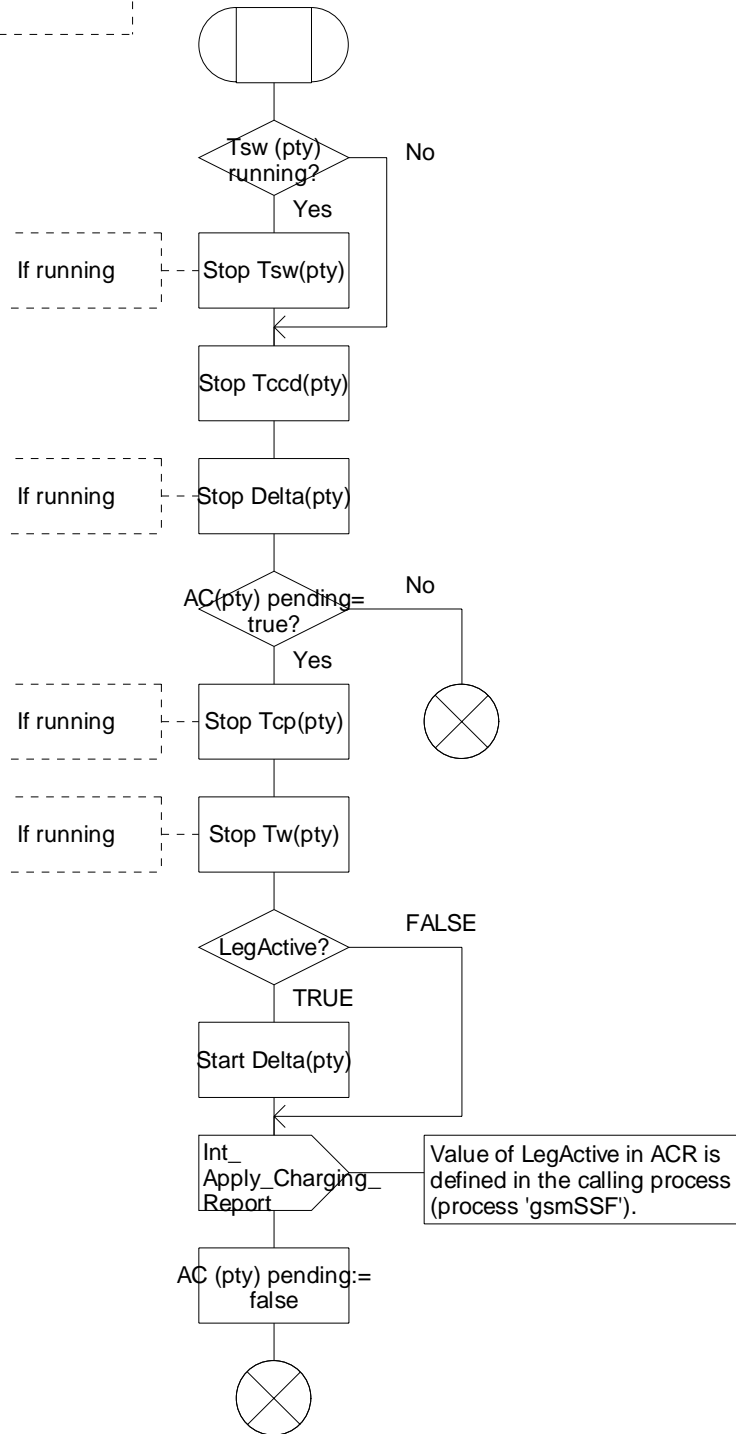 Tsw (pty)
running?
No
Yes
If running
Stop Tsw(pty)
Stop Tccd(pty)
If running
Stop Delta(pty)
AC(pty) pending=
true?
No
Yes
If running
Stop Tcp(pty)
If running
Stop Tw(pty)
LegActive?
FALSE
TRUE
Start Delta(pty)
Int_
Apply_Charging_
Report
Value of LegActive in ACR is
defined in the calling process
(process 'gsmSSF').
AC (pty) pending:=
false